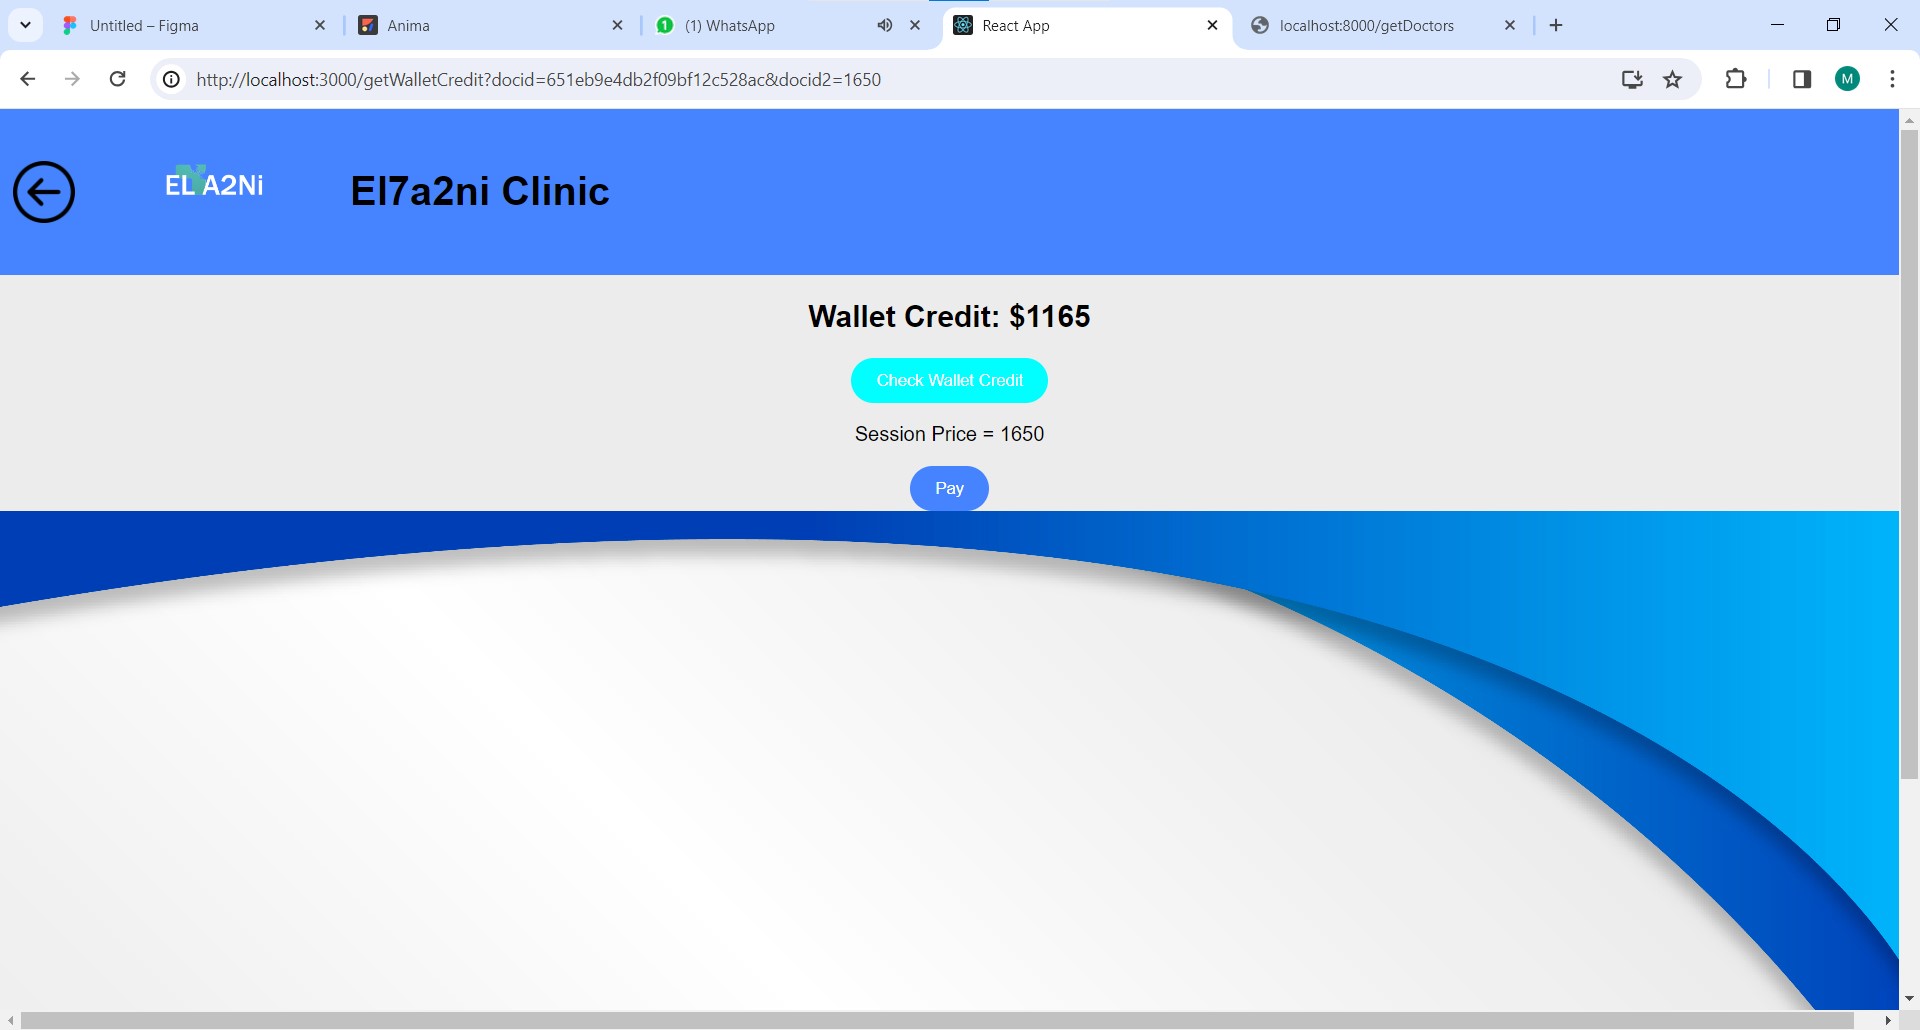 Untitled – Figma
Anima
(1) WhatsApp
React App
localhost:8000/getDoctors
http://localhost:3000/getWalletCredit?docid=651eb9e4db2f09bf12c528ac&docid2=1650
M
EL A2Ni
El7a2ni Clinic
Wallet Credit: $1165
Check Wallet Credit
Session Price = 1650
Pay